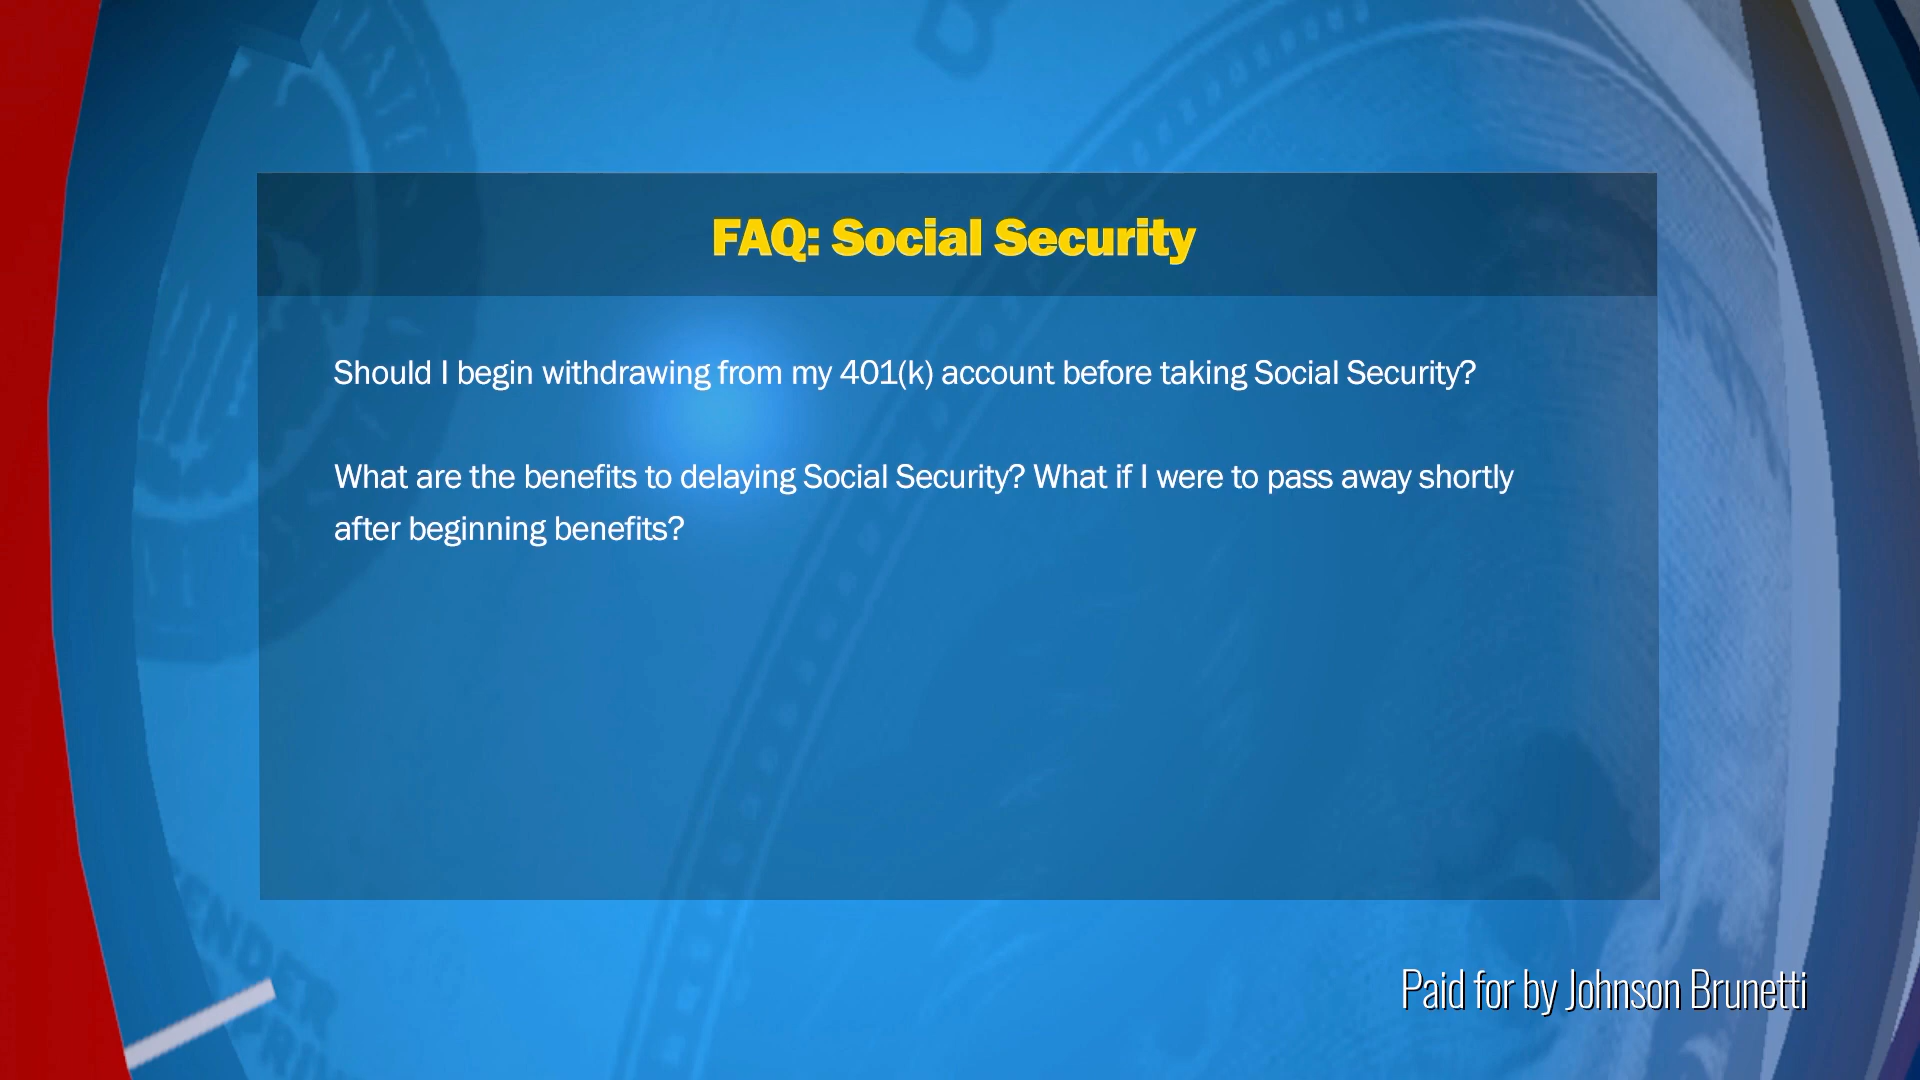 FAQ: Social Security
Should I begin withdrawing from my 401(k) account before taking Social Security?
What are the benefits to delaying Social Security? What if I were to pass away shortly
after beginning benefits?
Paid for by Johnson Brunetti